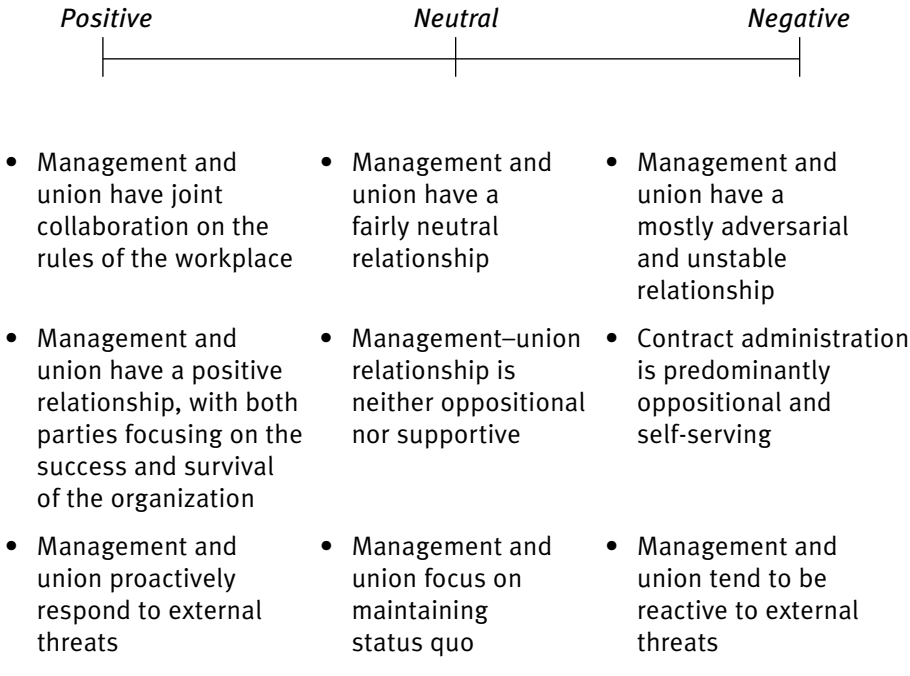 Positive
Neutral
Negative
• Management and
union have joint
collaboration on the
rules of the workplace
• Management and
union have a positive
relationship, with both
parties focusing on the
success and survival
of the organization
• Management and
union proactively
respond to external
threats
• Management and
union have a
fairly neutral
relationship
• Management–union
relationship is
neither oppositional
nor supportive
• Management and
union focus on
maintaining
status quo
• Management and
union have a
mostly adversarial
and unstable
relationship
• Contract administration
is predominantly
oppositional and
self-serving
• Management and
union tend to be
reactive to external
threats